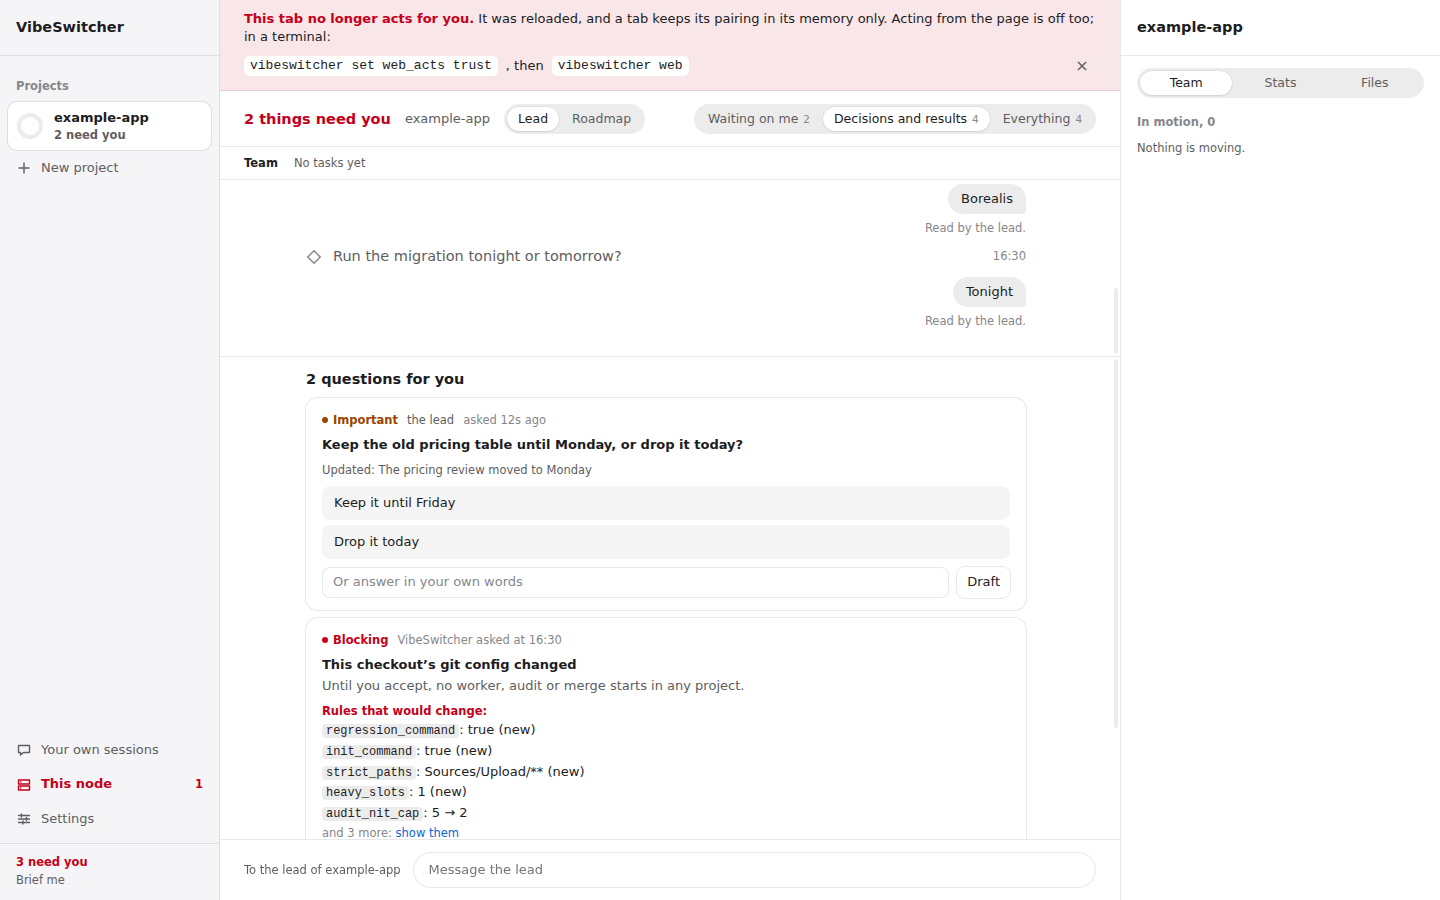 VibeSwitcher
Projects
example-app
2 need you
New project
Your own sessions
This node 1
Settings
3 need you
Brief me
This tab no longer acts for you. It was reloaded, and a tab keeps its pairing in its memory only. Acting from the page is off too;
in a terminal:
vibeswitcher set web_acts trust , then vibeswitcher web
2 things need you example-app Lead Roadmap Waiting on me 2 Decisions and results 4 Everything 4
Team No tasks yet
Borealis
Read by the lead.
Run the migration tonight or tomorrow? 16:30
Tonight
Read by the lead.
2 questions for you
Important the lead asked 12s ago
Keep the old pricing table until Monday, or drop it today?
Updated: The pricing review moved to Monday
Keep it until Friday
Drop it today
Or answer in your own words Draft
Blocking VibeSwitcher asked at 16:30
This checkout’s git config changed
Until you accept, no worker, audit or merge starts in any project.
Rules that would change:
regression_command: true (new)
init_command: true (new)
strict_paths: Sources/Upload/** (new)
heavy_slots: 1 (new)
audit_nit_cap: 5 → 2
and 3 more: show them
To the lead of example-app Message the lead
example-app
Team Stats Files
In motion, 0
Nothing is moving.